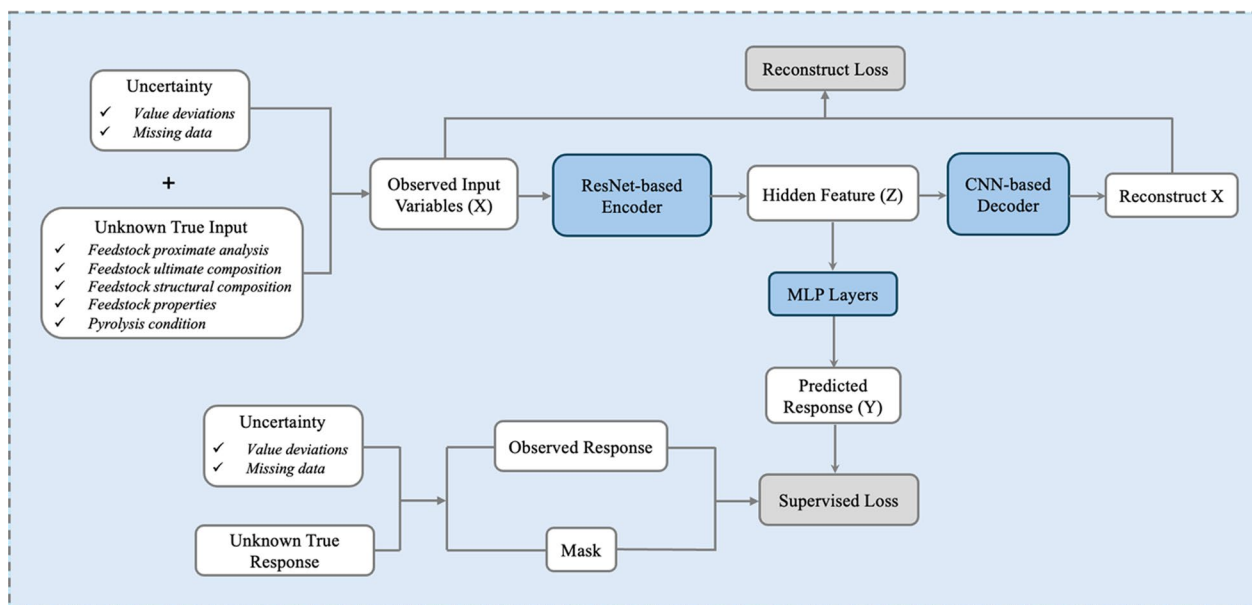 Reconstruct Loss
Uncertainty
✓ Value deviations
✓ Missing data
+
Unknown True Input
✓ Feedstock proximate analysis
✓ Feedstock ultimate composition
✓ Feedstock structural composition
✓ Feedstock properties
✓ Pyrolysis condition
Observed Input
Variables (X)
ResNet-based
Encoder
Hidden Feature (Z)
CNN-based
Decoder
Reconstruct X
MLP Layers
Predicted
Response (Y)
Uncertainty
✓ Value deviations
✓ Missing data
Unknown True
Response
Observed Response
Mask
Supervised Loss